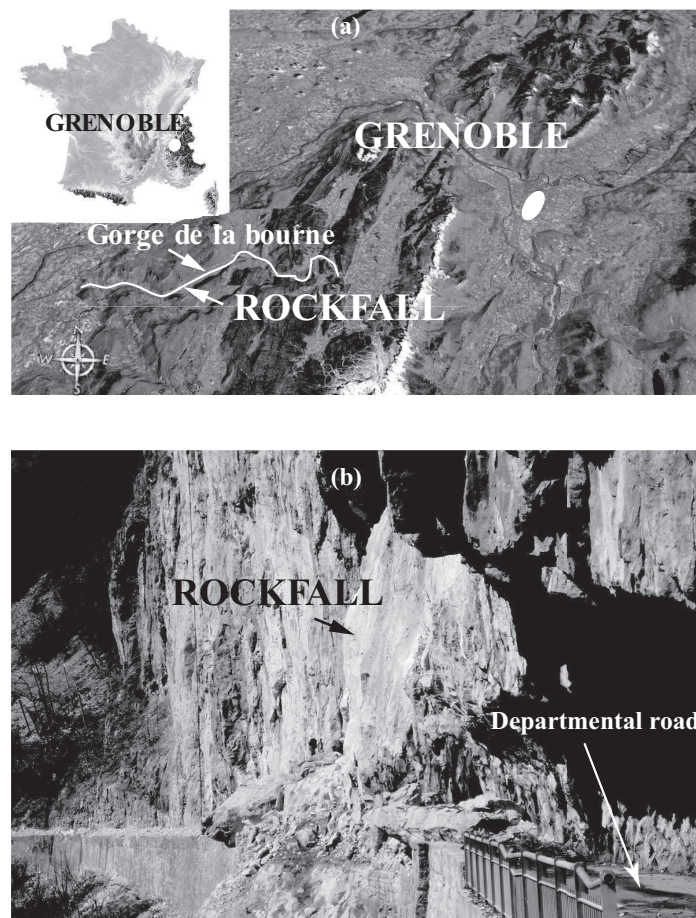 (a)
GRENOBLE
GRENOBLE
Gorge de la bourne
ROCKFALL
N
W
E
S
(b)
ROCKFALL
Departmental road